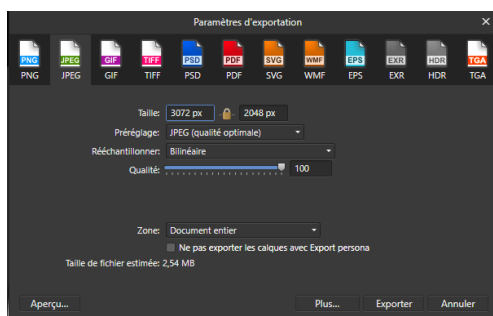 Paramètres d'exportation ×
PNG JPEG GIF TIFF PSD PDF SVG WMF EPS EXR HDR TGA
PNG JPEG GIF TIFF PSD PDF SVG WMF EPS EXR HDR TGA
Taille: 3072 px 2048 px
Préréglage: JPEG (qualité optimale)
Rééchantillonner: Bilinéaire
Qualité: 100
Zone: Document entier
Ne pas exporter les calques avec Export persona
Taille de fichier estimée: 2,54 MB
Aperçu... Plus... Exporter Annuler